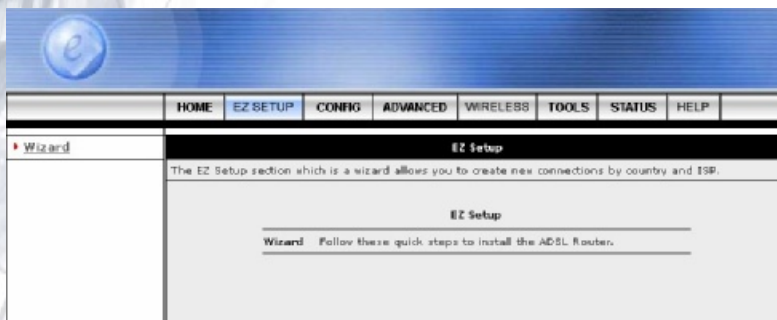 e
HOME EZ SETUP CONFIG ADVANCED WIRELESS TOOLS STATUS HELP
Wizard
EZ Setup
The EZ Setup section which is a wizard allows you to create new connections by country and ISP.
EZ Setup
Wizard Follow these quick steps to install the ADSL Router.